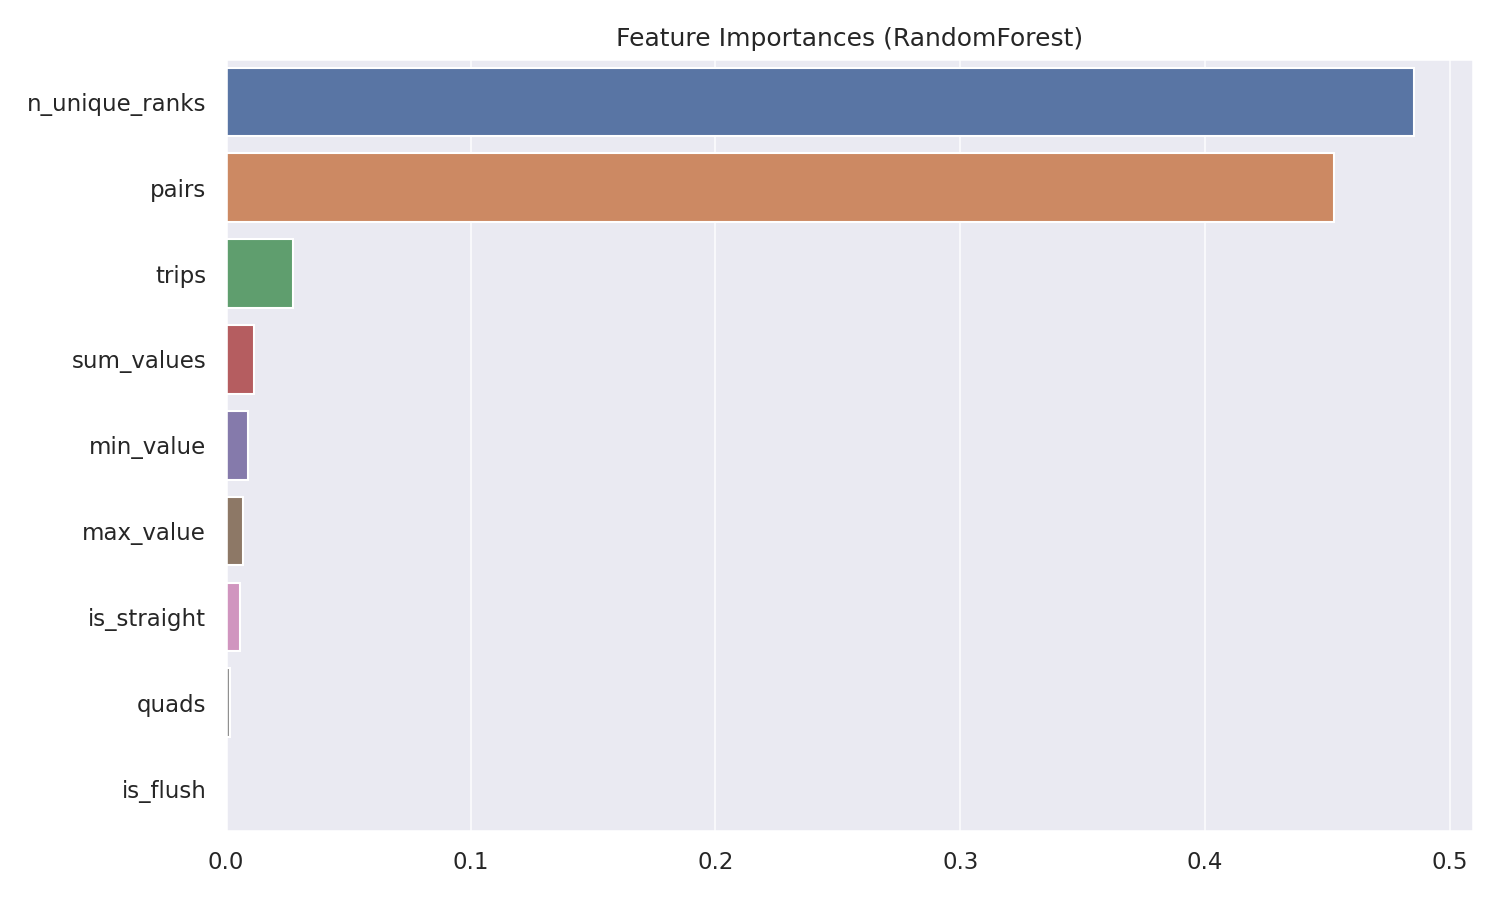 Feature Importances (RandomForest)
n_unique_ranks
pairs
trips
sum_values
min_value
max_value
is_straight
quads
is_flush
0.0 0.1 0.2 0.3 0.4 0.5